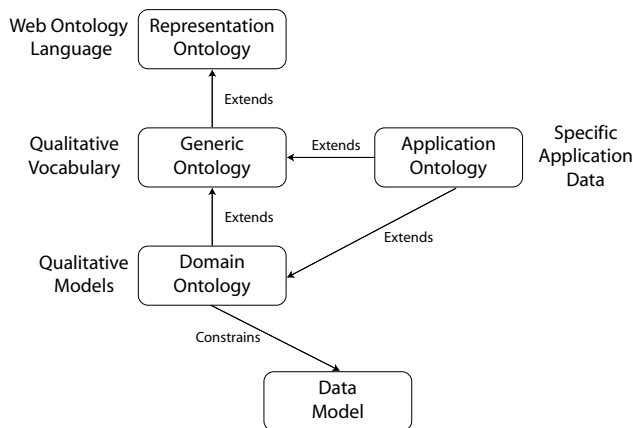 Web Ontology
Language
Representation
Ontology
Extends
Qualitative
Vocabulary
Generic
Ontology
Extends
Application
Ontology
Specific
Application
Data
Extends
Extends
Qualitative
Models
Domain
Ontology
Constrains
Data
Model